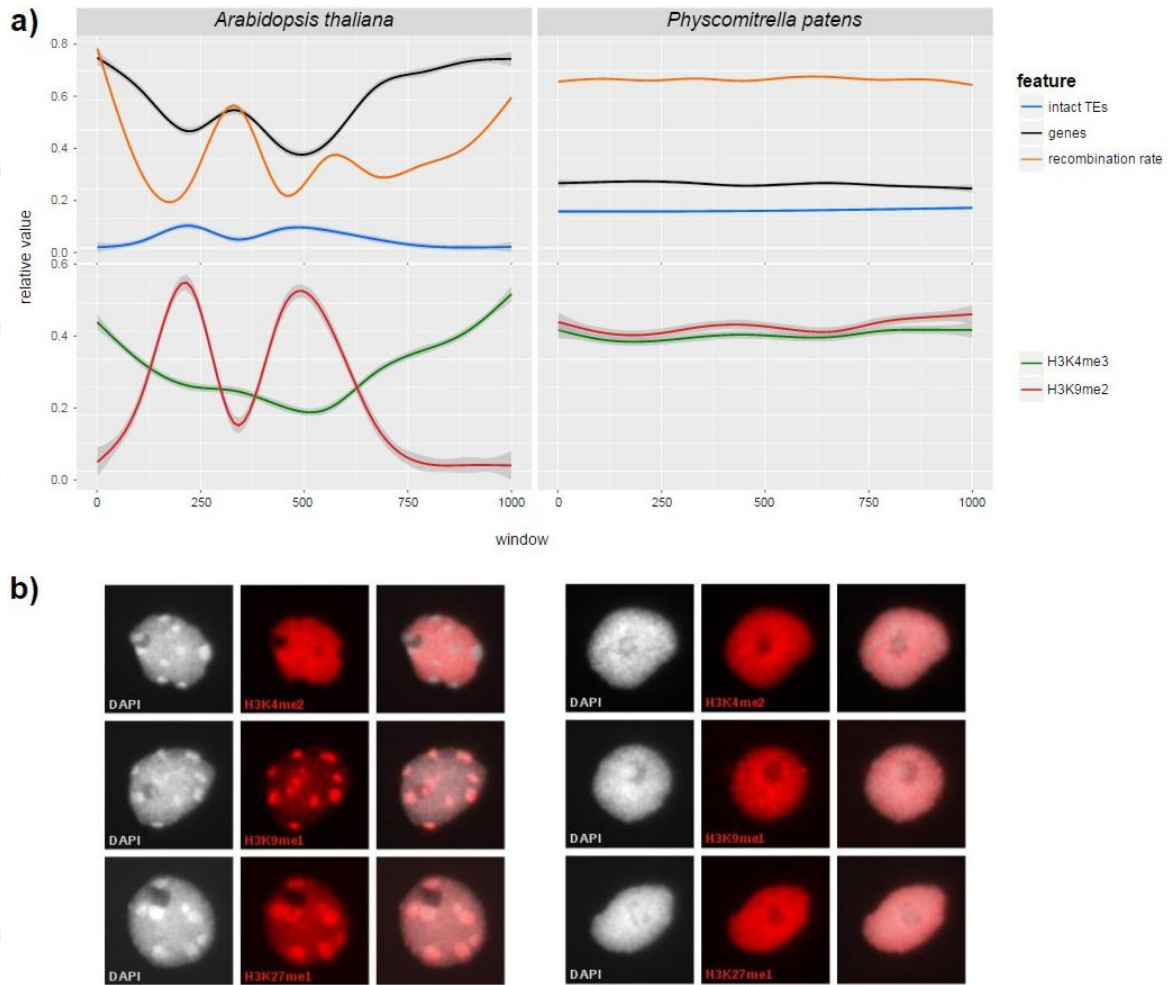 a)
Arabidopsis thaliana Physcomitrella patens
0.8
0.6
0.4
0.2
0.0
feature
intact TEs
genes
recombination rate
relative value
0.6
0.4
0.2
0.0
H3K4me3
H3K9me2
0 250 500 750 1000 0 250 500 750 1000
window
b)
DAPI H3K4me2 DAPI H3K4me2
DAPI H3K9me1 DAPI H3K9me1
DAPI H3K27me1 DAPI H3K27me1